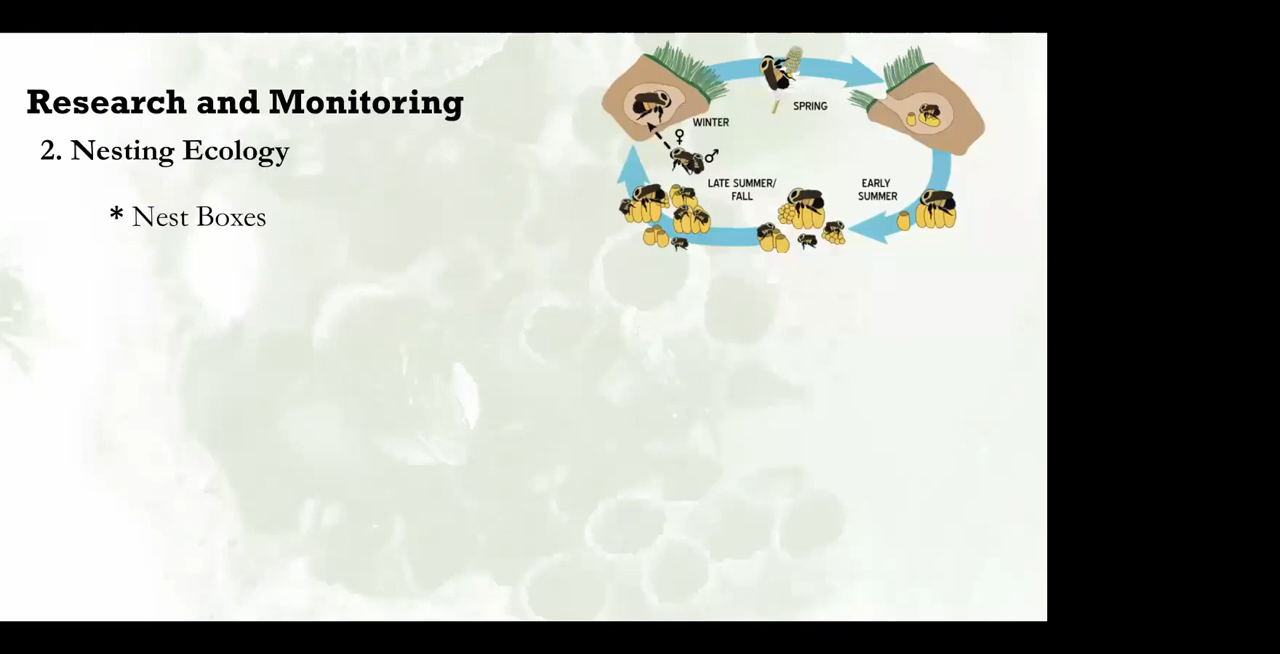 Research and Monitoring
2. Nesting Ecology
* Nest Boxes
SPRING
WINTER
♀
♂
LATE SUMMER/
FALL
EARLY
SUMMER